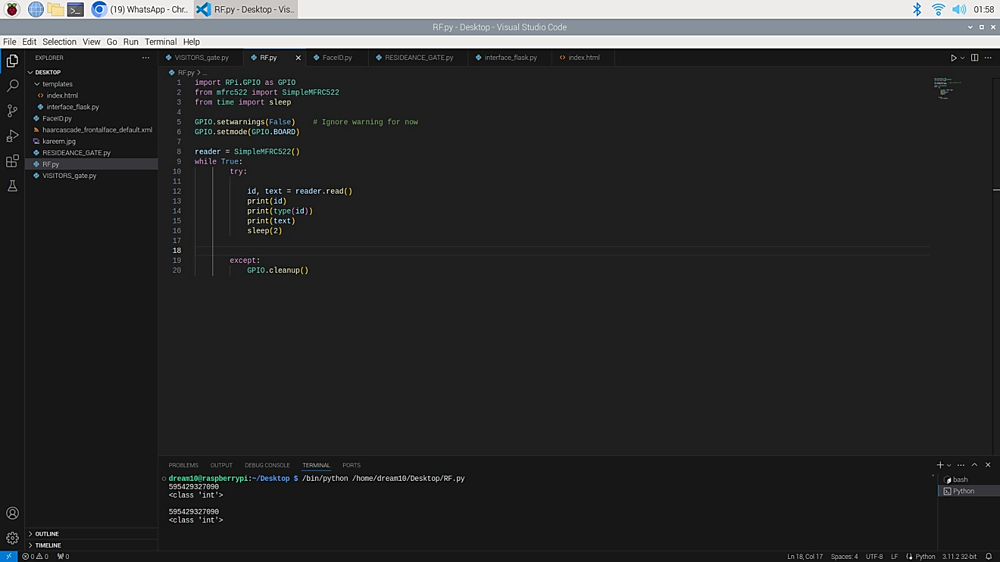 (19) WhatsApp - Chr..
RF.py - Desktop - Vis..
01:58
RF.py - Desktop - Visual Studio Code
File Edit Selection View Go Run Terminal Help
EXPLORER
DESKTOP
templates
index.html
interface_flask.py
FaceID.py
haarcascade_frontalface_default.xml
kareem.jpg
RESIDEANCE_GATE.py
RF.py
VISITORS_gate.py
OUTLINE
TIMELINE
VISITORS_gate.py RF.py FaceID.py RESIDEANCE_GATE.py interface_flask.py index.html
RF.py > ...
1 import RPi.GPIO as GPIO
2 from mfrc522 import SimpleMFRC522
3 from time import sleep
4
5 GPIO.setwarnings(False)    # Ignore warning for now
6 GPIO.setmode(GPIO.BOARD)
7
8 reader = SimpleMFRC522()
9 while True:
10         try:
11
12             id, text = reader.read()
13             print(id)
14             print(type(id))
15             print(text)
16             sleep(2)
17
18
19         except:
20             GPIO.cleanup()
PROBLEMS OUTPUT DEBUG CONSOLE TERMINAL PORTS
dream10@raspberrypi:~/Desktop $ /bin/python /home/dream10/Desktop/RF.py
595429327090
<class 'int'>
595429327090
<class 'int'>
bash
Python
0 0 0
Ln 18, Col 17 Spaces: 4 UTF-8 LF Python 3.11.2 32-bit